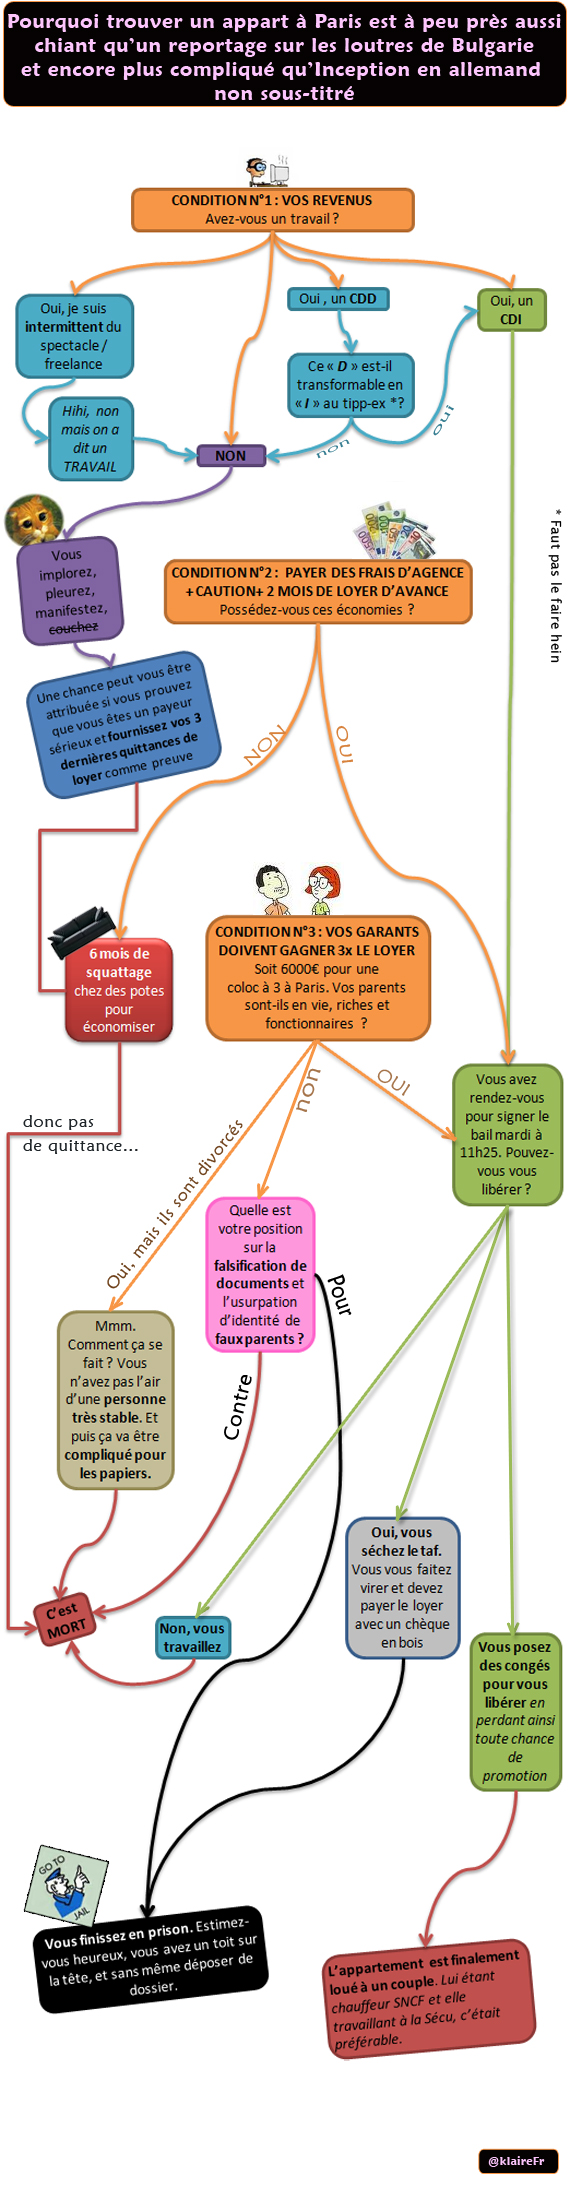 Pourquoi trouver un appart à Paris est à peu près aussi
chiant qu'un reportage sur les loutres de Bulgarie
et encore plus compliqué qu'Inception en allemand
non sous-titré
CONDITION N°1 : VOS REVENUS
Avez-vous un travail ?
Oui, je suis
intermittent du
spectacle /
freelance
Oui , un CDD
Oui, un
CDI
Ce « D » est-il
transformable en
« I » au tipp-ex *?
Hihi, non
mais on a
dit un
TRAVAIL
NON
non
oui
* Faut pas le faire hein
Vous
implorez,
pleurez,
manifestez,
couchez
CONDITION N°2 : PAYER DES FRAIS D'AGENCE
+ CAUTION+ 2 MOIS DE LOYER D'AVANCE
Possédez-vous ces économies ?
Une chance peut vous être
attribuée si vous prouvez
que vous êtes un payeur
sérieux et fournissez vos 3
dernières quittances de
loyer comme preuve
NON
OUI
6 mois de
squattage
chez des potes
pour
économiser
CONDITION N°3 : VOS GARANTS
DOIVENT GAGNER 3x LE LOYER
Soit 6000€ pour une
coloc à 3 à Paris. Vos parents
sont-ils en vie, riches et
fonctionnaires ?
donc pas
de quittance...
Oui, mais ils sont divorcés
non
OUI
Vous avez
rendez-vous
pour signer le
bail mardi à
11h25. Pouvez-
vous vous
libérer ?
Quelle est
votre position
sur la
falsification de
documents et
l'usurpation
d'identité de
faux parents ?
Pour
Contre
Mmm.
Comment ça se
fait ? Vous
n'avez pas l'air
d'une personne
très stable. Et
puis ça va être
compliqué pour
les papiers.
C'est
MORT
Non, vous
travaillez
Oui, vous
séchez le taf.
Vous vous faitez
virer et devez
payer le loyer
avec un chèque
en bois
Vous posez
des congés
pour vous
libérer en
perdant ainsi
toute chance
de
promotion
GO TO
JAIL
Vous finissez en prison. Estimez-
vous heureux, vous avez un toit sur
la tête, et sans même déposer de
dossier.
L'appartement est finalement
loué à un couple. Lui étant
chauffeur SNCF et elle
travaillant à la Sécu, c'était
préférable.
@klaireFr